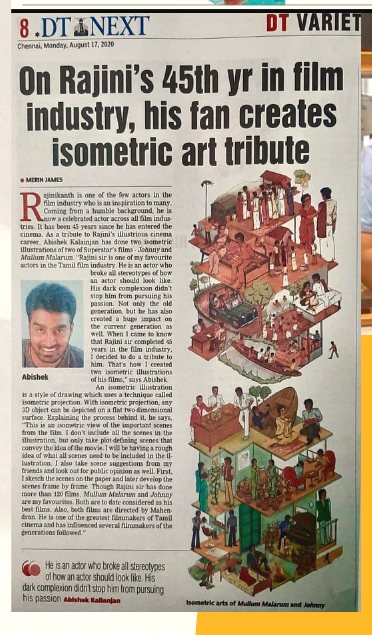 8 . DT NEXT
DT VARIET
Chennai, Monday, August 17, 2020
On Rajini's 45th yr in film
industry, his fan creates
isometric art tribute
■ MERIN JAMES
Rajinikanth is one of the few actors in the
film industry who is an inspiration to many.
Coming from a humble background, he is
now a celebrated actor across all film indus-
tries. It has been 45 years since he has entered the
cinema. As a tribute to Rajini's illustrious cinema
career, Abishek Kalainjan has done two isometric
illustrations of two of Superstar's films - Johnny and
Mullum Malarum. "Rajini sir is one of my favourite
actors in the Tamil film industry. He is an actor who
broke all stereotypes of how
an actor should look like.
His dark complexion didn't
stop him from pursuing his
passion. Not only the old
generation, but he has also
created a huge impact on
the current generation as
well. When I came to know
that Rajini sir completed 45
years in the film industry,
I decided to do a tribute to
him. That's how I created
two isometric illustrations
of his films," says Abishek.
Abishek
An isometric illustration
is a style of drawing which uses a technique called
isometric projection. With isometric projection, any
3D object can be depicted on a flat two-dimensional
surface. Explaining the process behind it, he says,
"This is an isometric view of the important scenes
from the film. I don't include all the scenes in the
illustration, but only take plot-defining scenes that
convey the idea of the movie. I will be having a rough
idea of what all scenes need to be included in the il-
lustration. I also take some suggestions from my
friends and look out for public opinion as well. First,
I sketch the scenes on the paper and later develop the
scenes frame by frame. Though Rajini sir has done
more than 120 films, Mullum Malarum and Johnny
are my favourites. Both are to date considered as his
best films. Also, both films are directed by Mahen-
dran. He is one of the greatest filmmakers of Tamil
cinema and has influenced several filmmakers of the
generations followed."
He is an actor who broke all stereotypes
of how an actor should look like. His
dark complexion didn't stop him from pursuing
his passion Abishek Kalianjan
Isometric arts of Mullum Malarum and Johnny